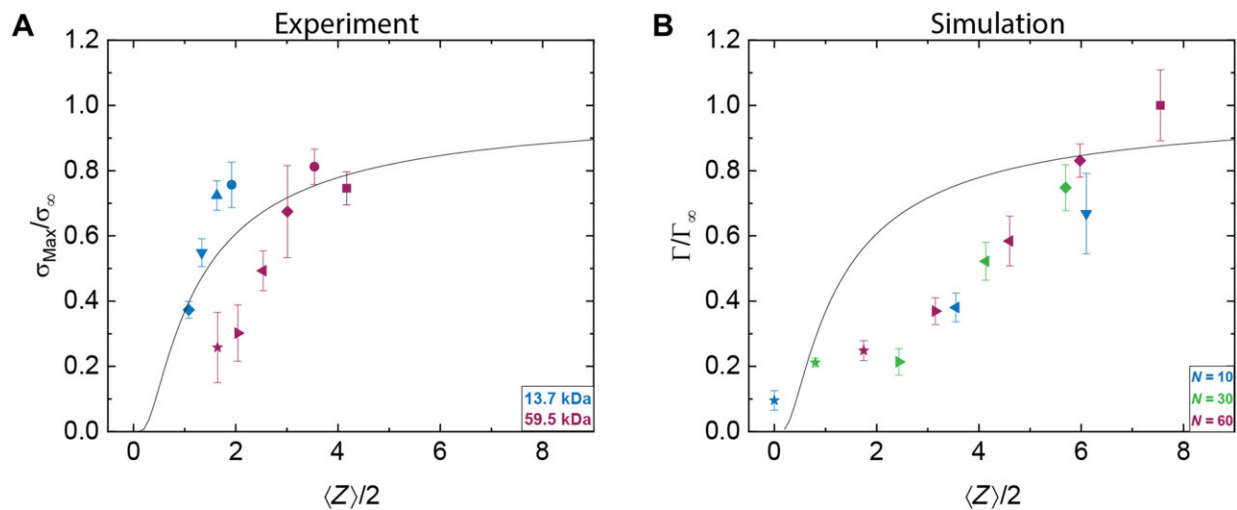 A
Experiment
1.2
1.0
0.8
0.6
0.4
0.2
0.0
σMax/σ∞
0 2 4 6 8
⟨Z⟩/2
13.7 kDa
59.5 kDa
B
Simulation
1.2
1.0
0.8
0.6
0.4
0.2
0.0
Γ/Γ∞
0 2 4 6 8
⟨Z⟩/2
N = 10
N = 30
N = 60